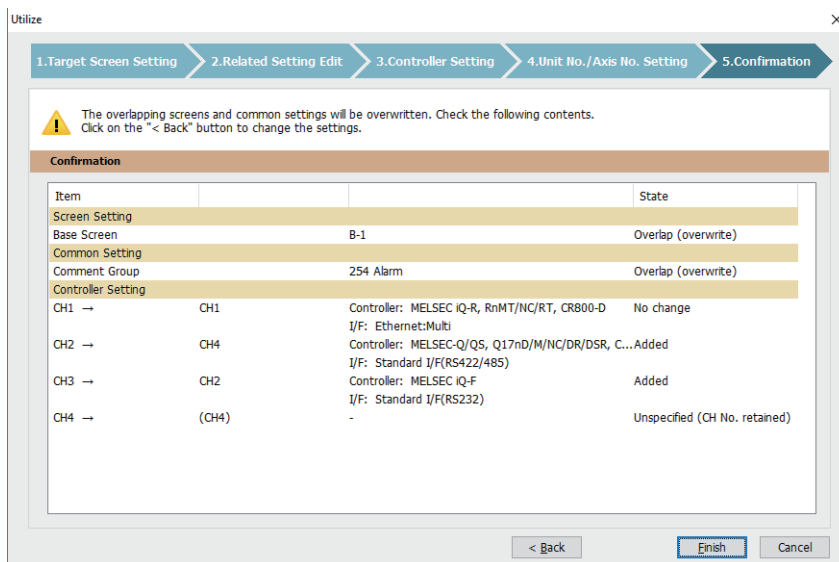 Utilize
1.Target Screen Setting 2.Related Setting Edit 3.Controller Setting 4.Unit No./Axis No. Setting 5.Confirmation
The overlapping screens and common settings will be overwritten. Check the following contents.
Click on the "< Back" button to change the settings.
Confirmation
Item State
Screen Setting
Base Screen B-1 Overlap (overwrite)
Common Setting
Comment Group 254 Alarm Overlap (overwrite)
Controller Setting
CH1 → CH1 Controller: MELSEC iQ-R, RnMT/NC/RT, CR800-D No change
I/F: Ethernet:Multi
CH2 → CH4 Controller: MELSEC-Q/QS, Q17nD/M/NC/DR/DSR, C... Added
I/F: Standard I/F(RS422/485)
CH3 → CH2 Controller: MELSEC iQ-F Added
I/F: Standard I/F(RS232)
CH4 → (CH4) - Unspecified (CH No. retained)
< Back Finish Cancel